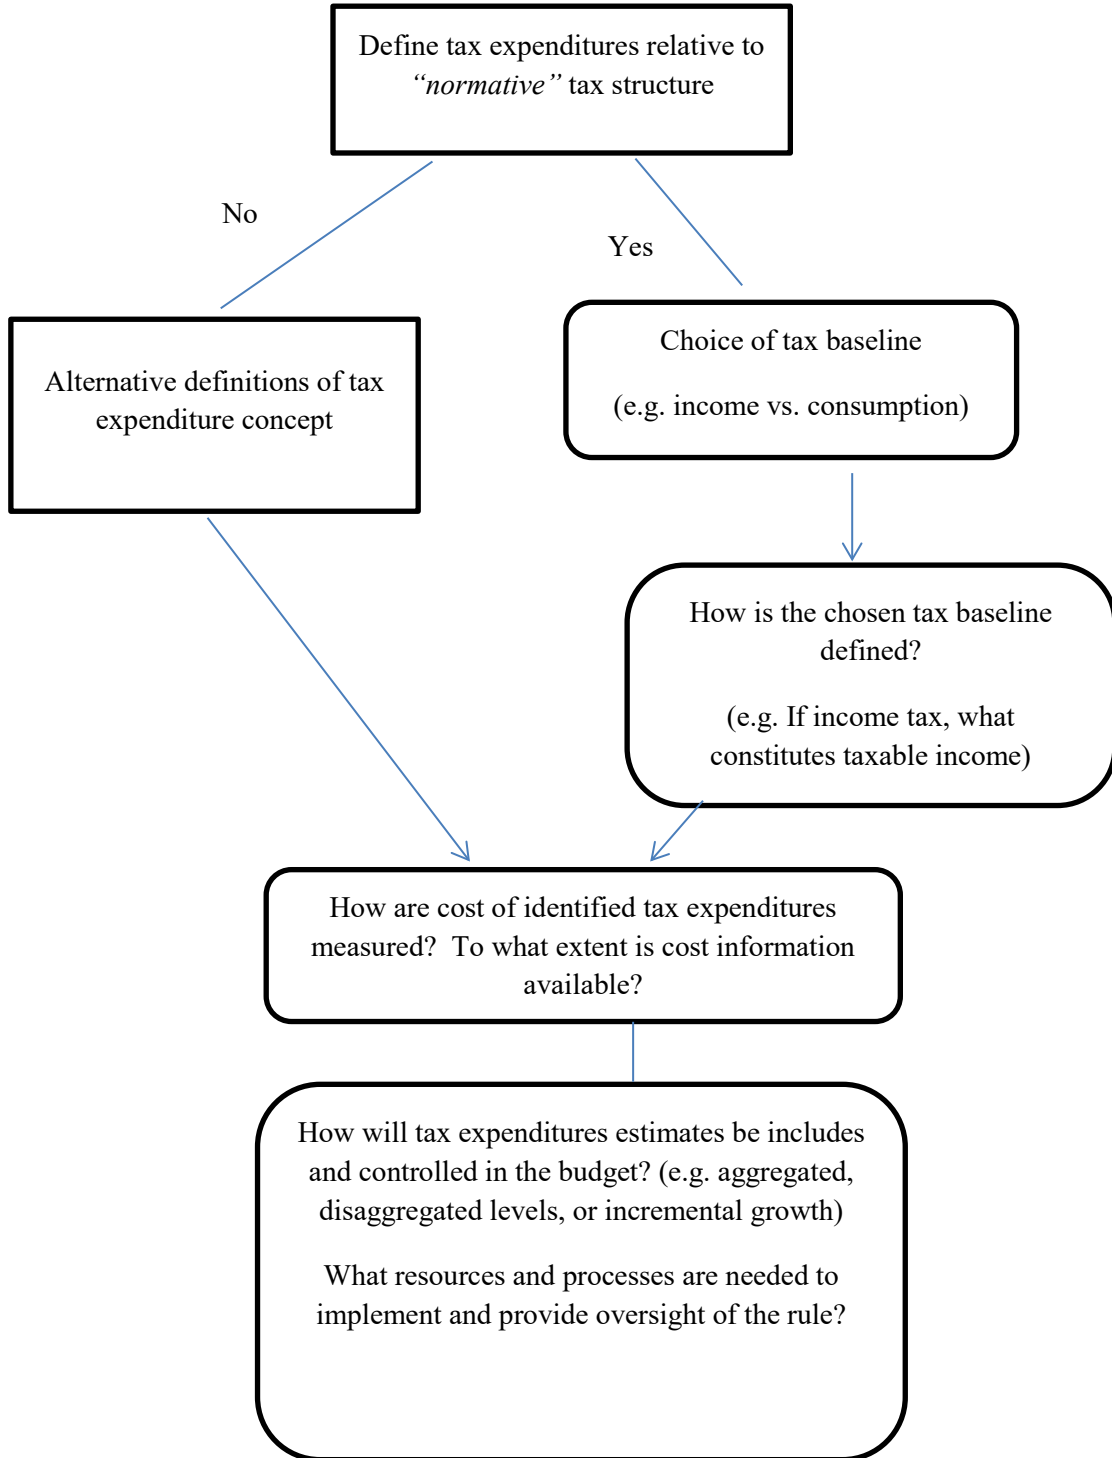 Define tax expenditures relative to
“normative” tax structure
No
Yes
Alternative definitions of tax
expenditure concept
Choice of tax baseline
(e.g. income vs. consumption)
How is the chosen tax baseline
defined?
(e.g. If income tax, what
constitutes taxable income)
How are cost of identified tax expenditures
measured?  To what extent is cost information
available?
How will tax expenditures estimates be includes
and controlled in the budget? (e.g. aggregated,
disaggregated levels, or incremental growth)
What resources and processes are needed to
implement and provide oversight of the rule?